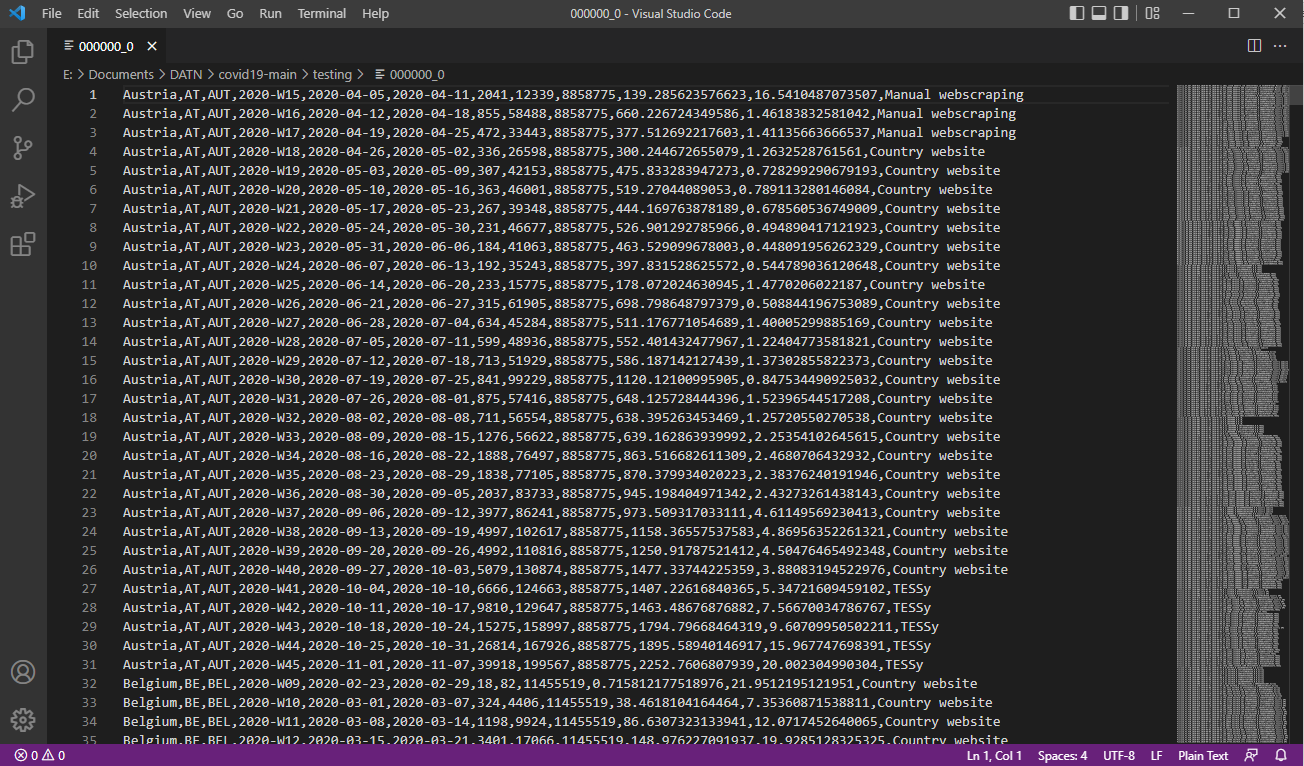 File Edit Selection View Go Run Terminal Help 000000_0 - Visual Studio Code
000000_0
E: > Documents > DATN > covid19-main > testing > 000000_0
1 Austria,AT,AUT,2020-W15,2020-04-05,2020-04-11,2041,12339,8858775,139.285623576623,16.5410487073507,Manual webscraping
2 Austria,AT,AUT,2020-W16,2020-04-12,2020-04-18,855,58488,8858775,660.226724349586,1.46183832581042,Manual webscraping
3 Austria,AT,AUT,2020-W17,2020-04-19,2020-04-25,472,33443,8858775,377.512692217603,1.41135663666537,Manual webscraping
4 Austria,AT,AUT,2020-W18,2020-04-26,2020-05-02,336,26598,8858775,300.244672655079,1.2632528761561,Country website
5 Austria,AT,AUT,2020-W19,2020-05-03,2020-05-09,307,42153,8858775,475.833283947273,0.728299290679193,Country website
6 Austria,AT,AUT,2020-W20,2020-05-10,2020-05-16,363,46001,8858775,519.27044089053,0.789113280146084,Country website
7 Austria,AT,AUT,2020-W21,2020-05-17,2020-05-23,267,39348,8858775,444.169763878189,0.678560536749009,Country website
8 Austria,AT,AUT,2020-W22,2020-05-24,2020-05-30,231,46677,8858775,526.901292785966,0.494890417121923,Country website
9 Austria,AT,AUT,2020-W23,2020-05-31,2020-06-06,184,41063,8858775,463.529099678003,0.448091956262329,Country website
10 Austria,AT,AUT,2020-W24,2020-06-07,2020-06-13,192,35243,8858775,397.831528625572,0.544789036120648,Country website
11 Austria,AT,AUT,2020-W25,2020-06-14,2020-06-20,233,15775,8858775,178.072024630945,1.4770206022187,Country website
12 Austria,AT,AUT,2020-W26,2020-06-21,2020-06-27,315,61905,8858775,698.798648797379,0.508844196753089,Country website
13 Austria,AT,AUT,2020-W27,2020-06-28,2020-07-04,634,45284,8858775,511.176771054689,1.40005299885169,Country website
14 Austria,AT,AUT,2020-W28,2020-07-05,2020-07-11,599,48936,8858775,552.401432477967,1.22404773581821,Country website
15 Austria,AT,AUT,2020-W29,2020-07-12,2020-07-18,713,51929,8858775,586.187142127439,1.37302855822373,Country website
16 Austria,AT,AUT,2020-W30,2020-07-19,2020-07-25,841,99229,8858775,1120.12100995905,0.847534490925032,Country website
17 Austria,AT,AUT,2020-W31,2020-07-26,2020-08-01,875,57416,8858775,648.125728444396,1.52396544517208,Country website
18 Austria,AT,AUT,2020-W32,2020-08-02,2020-08-08,711,56554,8858775,638.395263453469,1.25720550270538,Country website
19 Austria,AT,AUT,2020-W33,2020-08-09,2020-08-15,1276,56622,8858775,639.162863939992,2.25354102645615,Country website
20 Austria,AT,AUT,2020-W34,2020-08-16,2020-08-22,1888,76497,8858775,863.516682611309,2.4680706432932,Country website
21 Austria,AT,AUT,2020-W35,2020-08-23,2020-08-29,1838,77105,8858775,870.379934020223,2.38376240191946,Country website
22 Austria,AT,AUT,2020-W36,2020-08-30,2020-09-05,2037,83733,8858775,945.198404971342,2.43273261438143,Country website
23 Austria,AT,AUT,2020-W37,2020-09-06,2020-09-12,3977,86241,8858775,973.509317033111,4.61149569230413,Country website
24 Austria,AT,AUT,2020-W38,2020-09-13,2020-09-19,4997,102617,8858775,1158.36557537583,4.86956352261321,Country website
25 Austria,AT,AUT,2020-W39,2020-09-20,2020-09-26,4992,110816,8858775,1250.91787521412,4.50476465492348,Country website
26 Austria,AT,AUT,2020-W40,2020-09-27,2020-10-03,5079,130874,8858775,1477.33744225359,3.88083194522976,Country website
27 Austria,AT,AUT,2020-W41,2020-10-04,2020-10-10,6666,124663,8858775,1407.22616840365,5.34721609459102,TESSy
28 Austria,AT,AUT,2020-W42,2020-10-11,2020-10-17,9810,129647,8858775,1463.48676876882,7.56670034786767,TESSy
29 Austria,AT,AUT,2020-W43,2020-10-18,2020-10-24,15275,158997,8858775,1794.79668464319,9.60709950502211,TESSy
30 Austria,AT,AUT,2020-W44,2020-10-25,2020-10-31,26814,167926,8858775,1895.58940146917,15.967747698391,TESSy
31 Austria,AT,AUT,2020-W45,2020-11-01,2020-11-07,39918,199567,8858775,2252.7606807939,20.002304990304,TESSy
32 Belgium,BE,BEL,2020-W09,2020-02-23,2020-02-29,18,82,11455519,0.715812177518976,21.9512195121951,Country website
33 Belgium,BE,BEL,2020-W10,2020-03-01,2020-03-07,324,4406,11455519,38.4618104164464,7.35360871538811,Country website
34 Belgium,BE,BEL,2020-W11,2020-03-08,2020-03-14,1198,9924,11455519,86.6307323133941,12.0717452640065,Country website
35 Belgium,BE,BEL,2020-W12,2020-03-15,2020-03-21,3401,17066,11455519,148.976227091937,19.9285128325325,Country website
0 0 Ln 1, Col 1 Spaces: 4 UTF-8 LF Plain Text